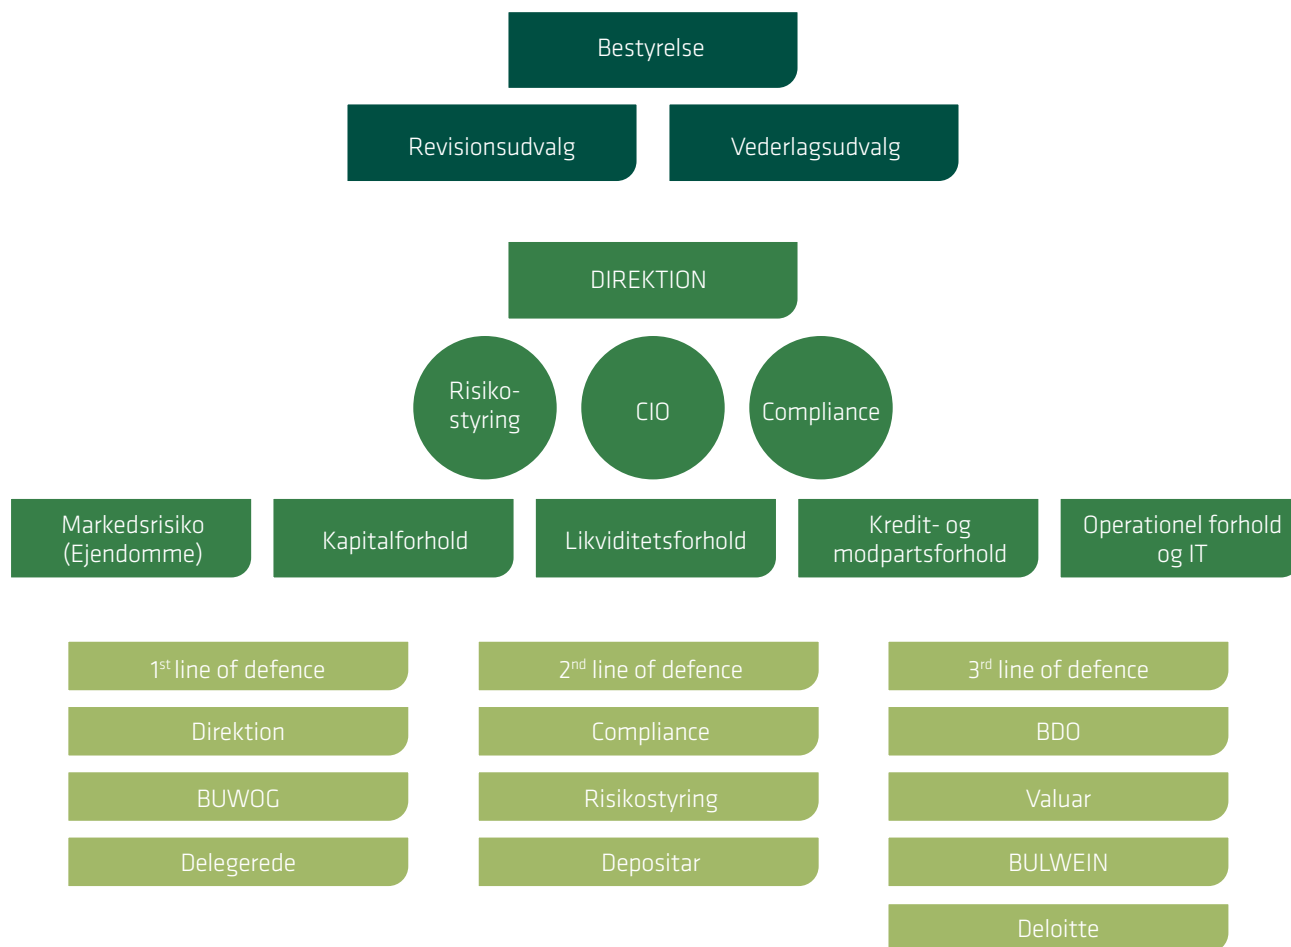 Bestyrelse
Revisionsudvalg
Vederlagsudvalg
DIREKTION
Risiko-
styring
CIO
Compliance
Markedsrisiko
(Ejendomme)
Kapitalforhold
Likviditetsforhold
Kredit- og
modpartsforhold
Operationel forhold
og IT
1st line of defence
2nd line of defence
3rd line of defence
Direktion
Compliance
BDO
BUWOG
Risikostyring
Valuar
Delegerede
Depositar
BULWEIN
Deloitte